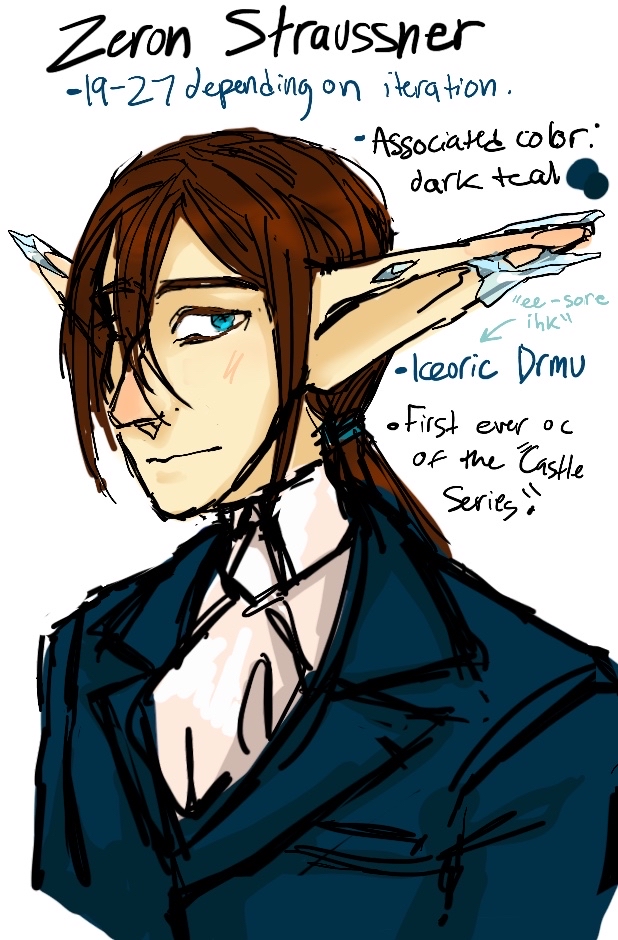 Zeron Straussner
•19-27 depending on iteration.
•Associated color:
dark teal
"ee-sore
ihk"
•Iceoric Drmu
•First ever oc
of the "Castle
Series".